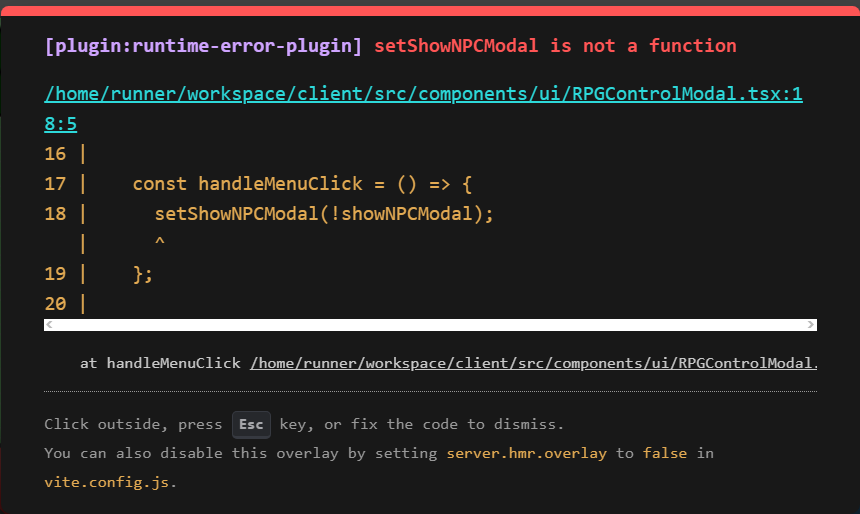 [plugin:runtime-error-plugin] setShowNPCModal is not a function
/home/runner/workspace/client/src/components/ui/RPGControlModal.tsx:1
8:5
16 |
17 |    const handleMenuClick = () => {
18 |      setShowNPCModal(!showNPCModal);
   |      ^
19 |    };
20 |
at handleMenuClick /home/runner/workspace/client/src/components/ui/RPGControlModal.
Click outside, press Esc key, or fix the code to dismiss.
You can also disable this overlay by setting server.hmr.overlay to false in
vite.config.js.